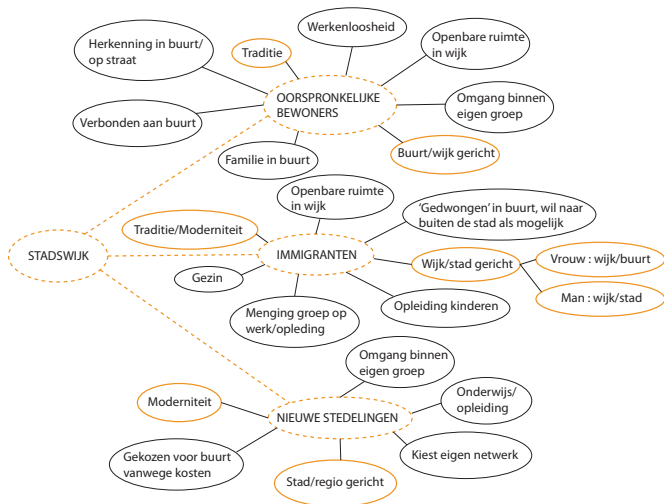 Werkenloosheid
Herkenning in buurt/
op straat
Traditie
Openbare ruimte
in wijk
OORSPRONKELIJKE
BEWONERS
Omgang binnen
eigen groep
Verbonden aan buurt
Familie in buurt
Buurt/wijk gericht
Openbare ruimte
in wijk
'Gedwongen' in buurt, wil naar
buiten de stad als mogelijk
Traditie/Moderniteit
STADSWIJK
IMMIGRANTEN
Wijk/stad gericht
Vrouw : wijk/buurt
Gezin
Man : wijk/stad
Menging groep op
werk/opleding
Opleiding kinderen
Omgang binnen
eigen groep
Moderniteit
Onderwijs/
opleiding
NIEUWE STEDELINGEN
Gekozen voor buurt
vanwege kosten
Kiest eigen netwerk
Stad/regio gericht